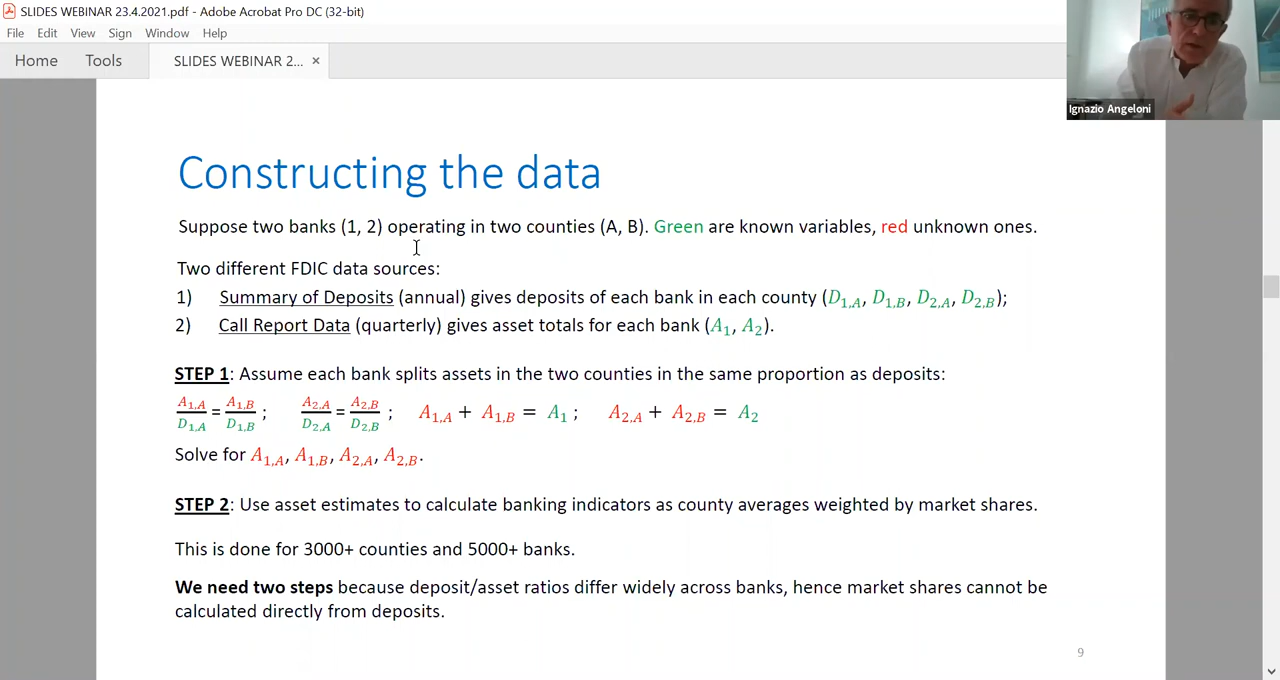 SLIDES WEBINAR 23.4.2021.pdf - Adobe Acrobat Pro DC (32-bit)
File Edit View Sign Window Help
Home Tools SLIDES WEBINAR 2... ×
Ignazio Angeloni
Constructing the data
Suppose two banks (1, 2) operating in two counties (A, B). Green are known variables, red unknown ones.
Two different FDIC data sources:
1) Summary of Deposits (annual) gives deposits of each bank in each county (D1,A, D1,B, D2,A, D2,B);
2) Call Report Data (quarterly) gives asset totals for each bank (A1, A2).
STEP 1: Assume each bank splits assets in the two counties in the same proportion as deposits:
A1,A/D1,A = A1,B/D1,B ; A2,A/D2,A = A2,B/D2,B ; A1,A + A1,B = A1 ; A2,A + A2,B = A2
Solve for A1,A, A1,B, A2,A, A2,B.
STEP 2: Use asset estimates to calculate banking indicators as county averages weighted by market shares.
This is done for 3000+ counties and 5000+ banks.
We need two steps because deposit/asset ratios differ widely across banks, hence market shares cannot be
calculated directly from deposits.
9